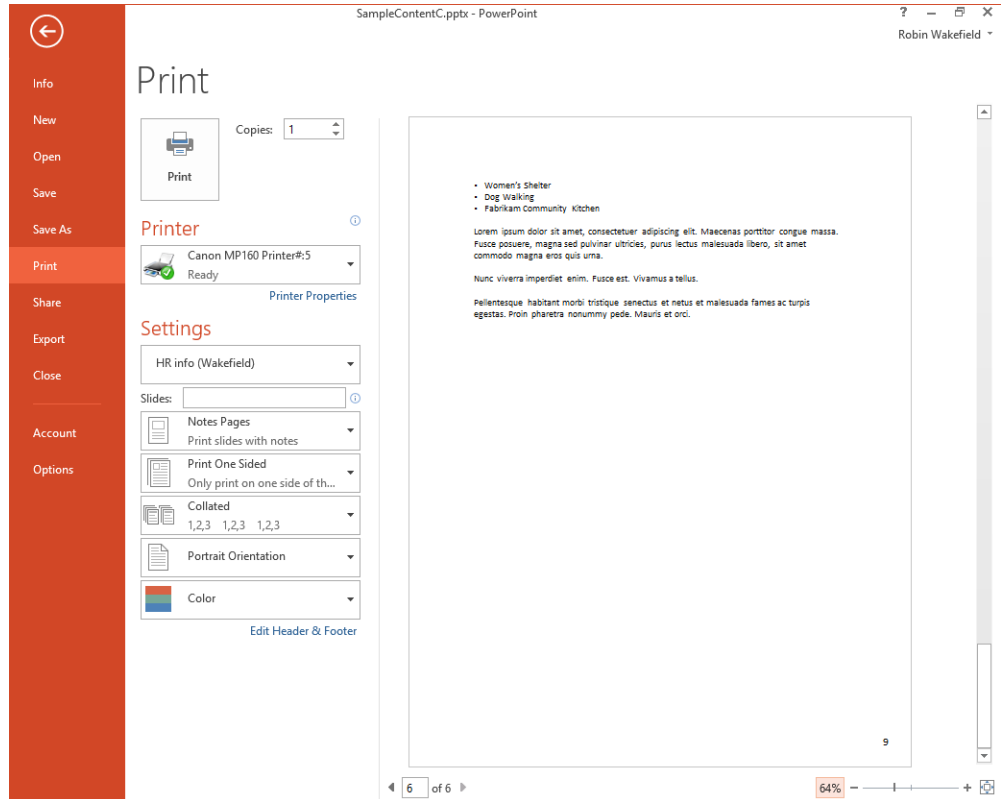 SampleContentC.pptx - PowerPoint
?
Robin Wakefield
Info
New
Open
Save
Save As
Print
Share
Export
Close
Account
Options
Print
Print
Copies: 1
Printer
Canon MP160 Printer#:5
Ready
Printer Properties
Settings
HR info (Wakefield)
Slides:
Notes Pages
Print slides with notes
Print One Sided
Only print on one side of th...
Collated
1,2,3 1,2,3 1,2,3
Portrait Orientation
Color
Edit Header & Footer
• Women's Shelter
• Dog Walking
• Fabrikam Community Kitchen
Lorem ipsum dolor sit amet, consectetuer adipiscing elit. Maecenas porttitor congue massa.
Fusce posuere, magna sed pulvinar ultricies, purus lectus malesuada libero, sit amet
commodo magna eros quis urna.
Nunc viverra imperdiet enim. Fusce est. Vivamus a tellus.
Pellentesque habitant morbi tristique senectus et netus et malesuada fames ac turpis
egestas. Proin pharetra nonummy pede. Mauris et orci.
9
6 of 6
64%